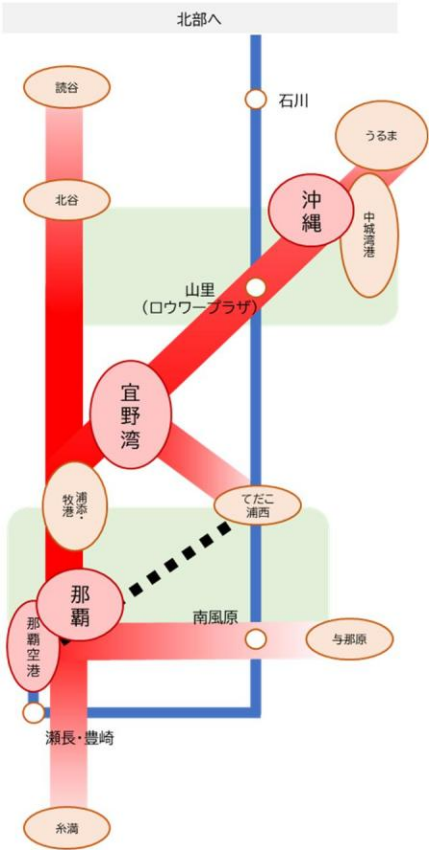 北部へ
読谷
石川
うるま
北谷
沖
縄
中
城
湾
港
山里
（ロウワープラザ）
宜
野
湾
浦添・
牧港
てだこ
浦西
那
覇
那
覇
空
港
南風原
与那原
瀬長・豊崎
糸満